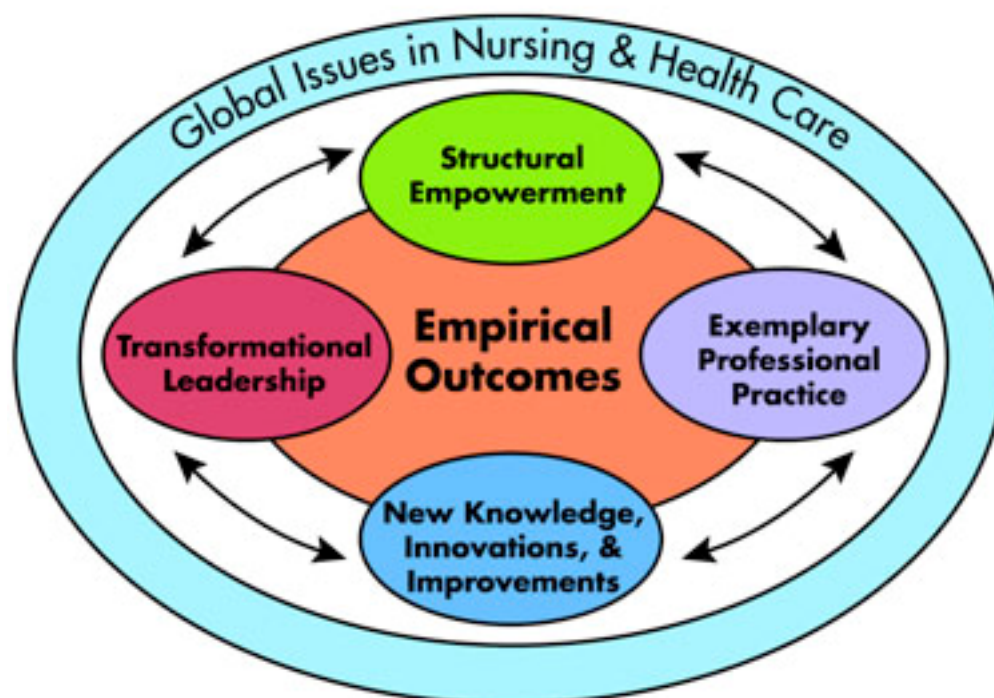 Global Issues in Nursing & Health Care
Structural
Empowerment
Transformational
Leadership
Empirical
Outcomes
Exemplary
Professional
Practice
New Knowledge,
Innovations, &
Improvements